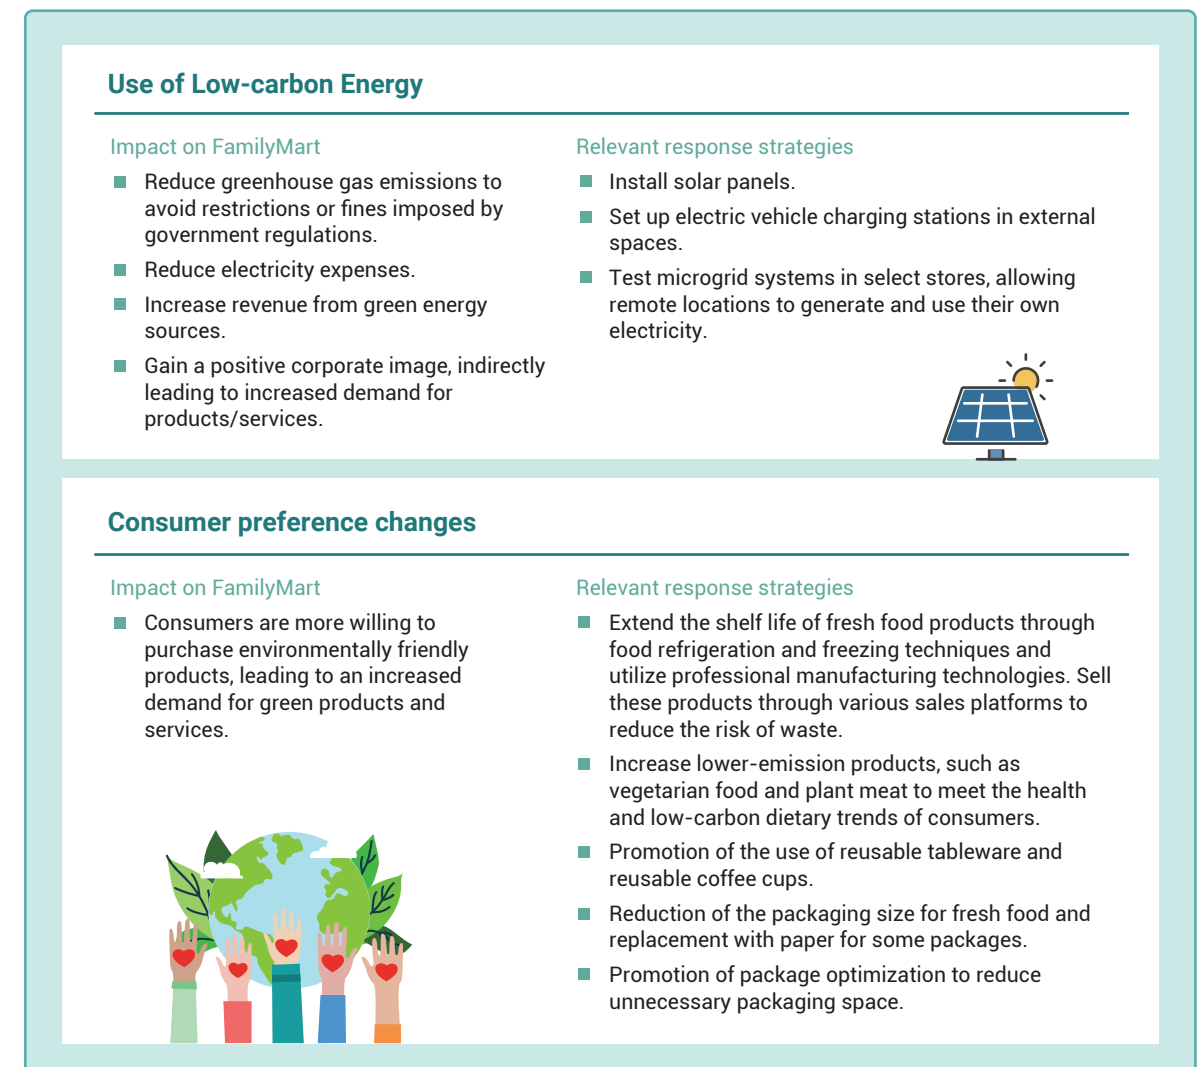 Use of Low-carbon Energy
Impact on FamilyMart
Reduce greenhouse gas emissions to
avoid restrictions or fines imposed by
government regulations.
Reduce electricity expenses.
Increase revenue from green energy
sources.
Gain a positive corporate image, indirectly
leading to increased demand for
products/services.
Relevant response strategies
Install solar panels.
Set up electric vehicle charging stations in external
spaces.
Test microgrid systems in select stores, allowing
remote locations to generate and use their own
electricity.
Consumer preference changes
Impact on FamilyMart
Consumers are more willing to
purchase environmentally friendly
products, leading to an increased
demand for green products and
services.
Relevant response strategies
Extend the shelf life of fresh food products through
food refrigeration and freezing techniques and
utilize professional manufacturing technologies. Sell
these products through various sales platforms to
reduce the risk of waste.
Increase lower-emission products, such as
vegetarian food and plant meat to meet the health
and low-carbon dietary trends of consumers.
Promotion of the use of reusable tableware and
reusable coffee cups.
Reduction of the packaging size for fresh food and
replacement with paper for some packages.
Promotion of package optimization to reduce
unnecessary packaging space.